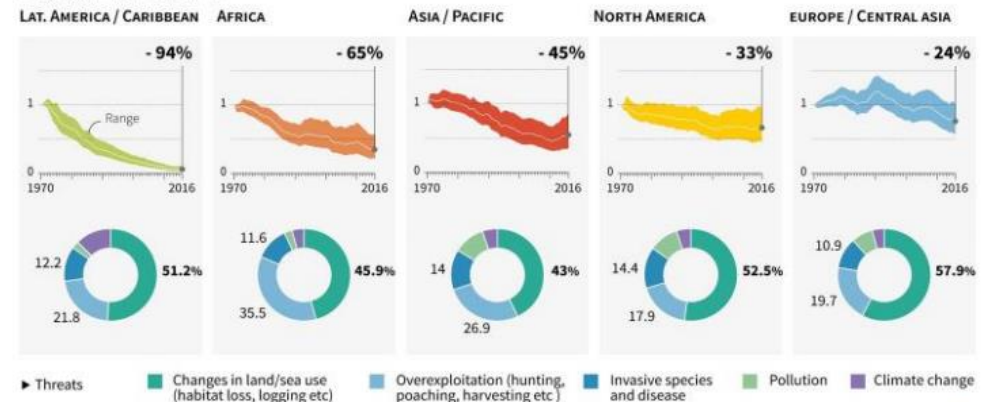 LAT. AMERICA / CARIBBEAN
AFRICA
ASIA / PACIFIC
NORTH AMERICA
EUROPE / CENTRAL ASIA
- 94%
- 65%
- 45%
- 33%
- 24%
1
Range
0
1970
2016
1
0
1970
2016
1
0
1970
2016
1
0
1970
2016
1
0
1970
2016
12.2
51.2%
21.8
11.6
45.9%
35.5
14
43%
26.9
14.4
52.5%
17.9
10.9
57.9%
19.7
▶ Threats
Changes in land/sea use
(habitat loss, logging etc)
Overexploitation (hunting,
poaching, harvesting etc )
Invasive species
and disease
Pollution
Climate change